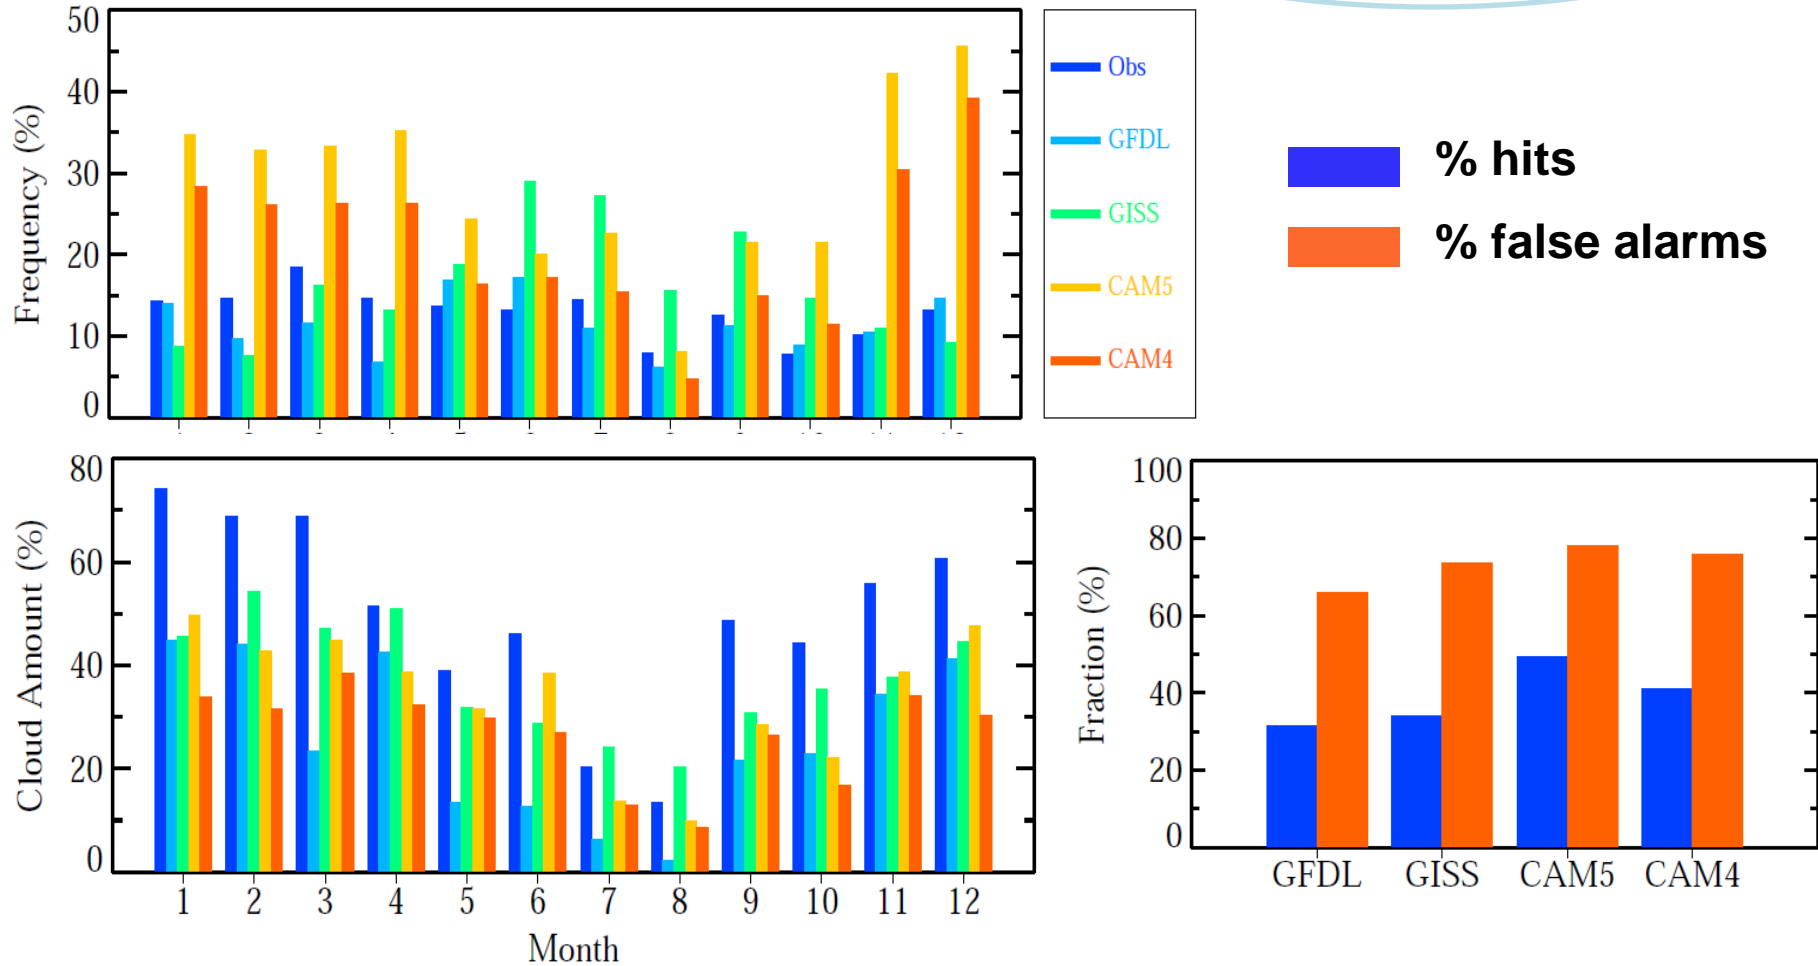 50
40
30
20
10
0
Frequency (%)
Obs
GFDL
GISS
CAM5
CAM4
% hits
% false alarms
80
60
40
20
0
Cloud Amount (%)
1 2 3 4 5 6 7 8 9 10 11 12
Month
100
80
60
40
20
0
Fraction (%)
GFDL GISS CAM5 CAM4